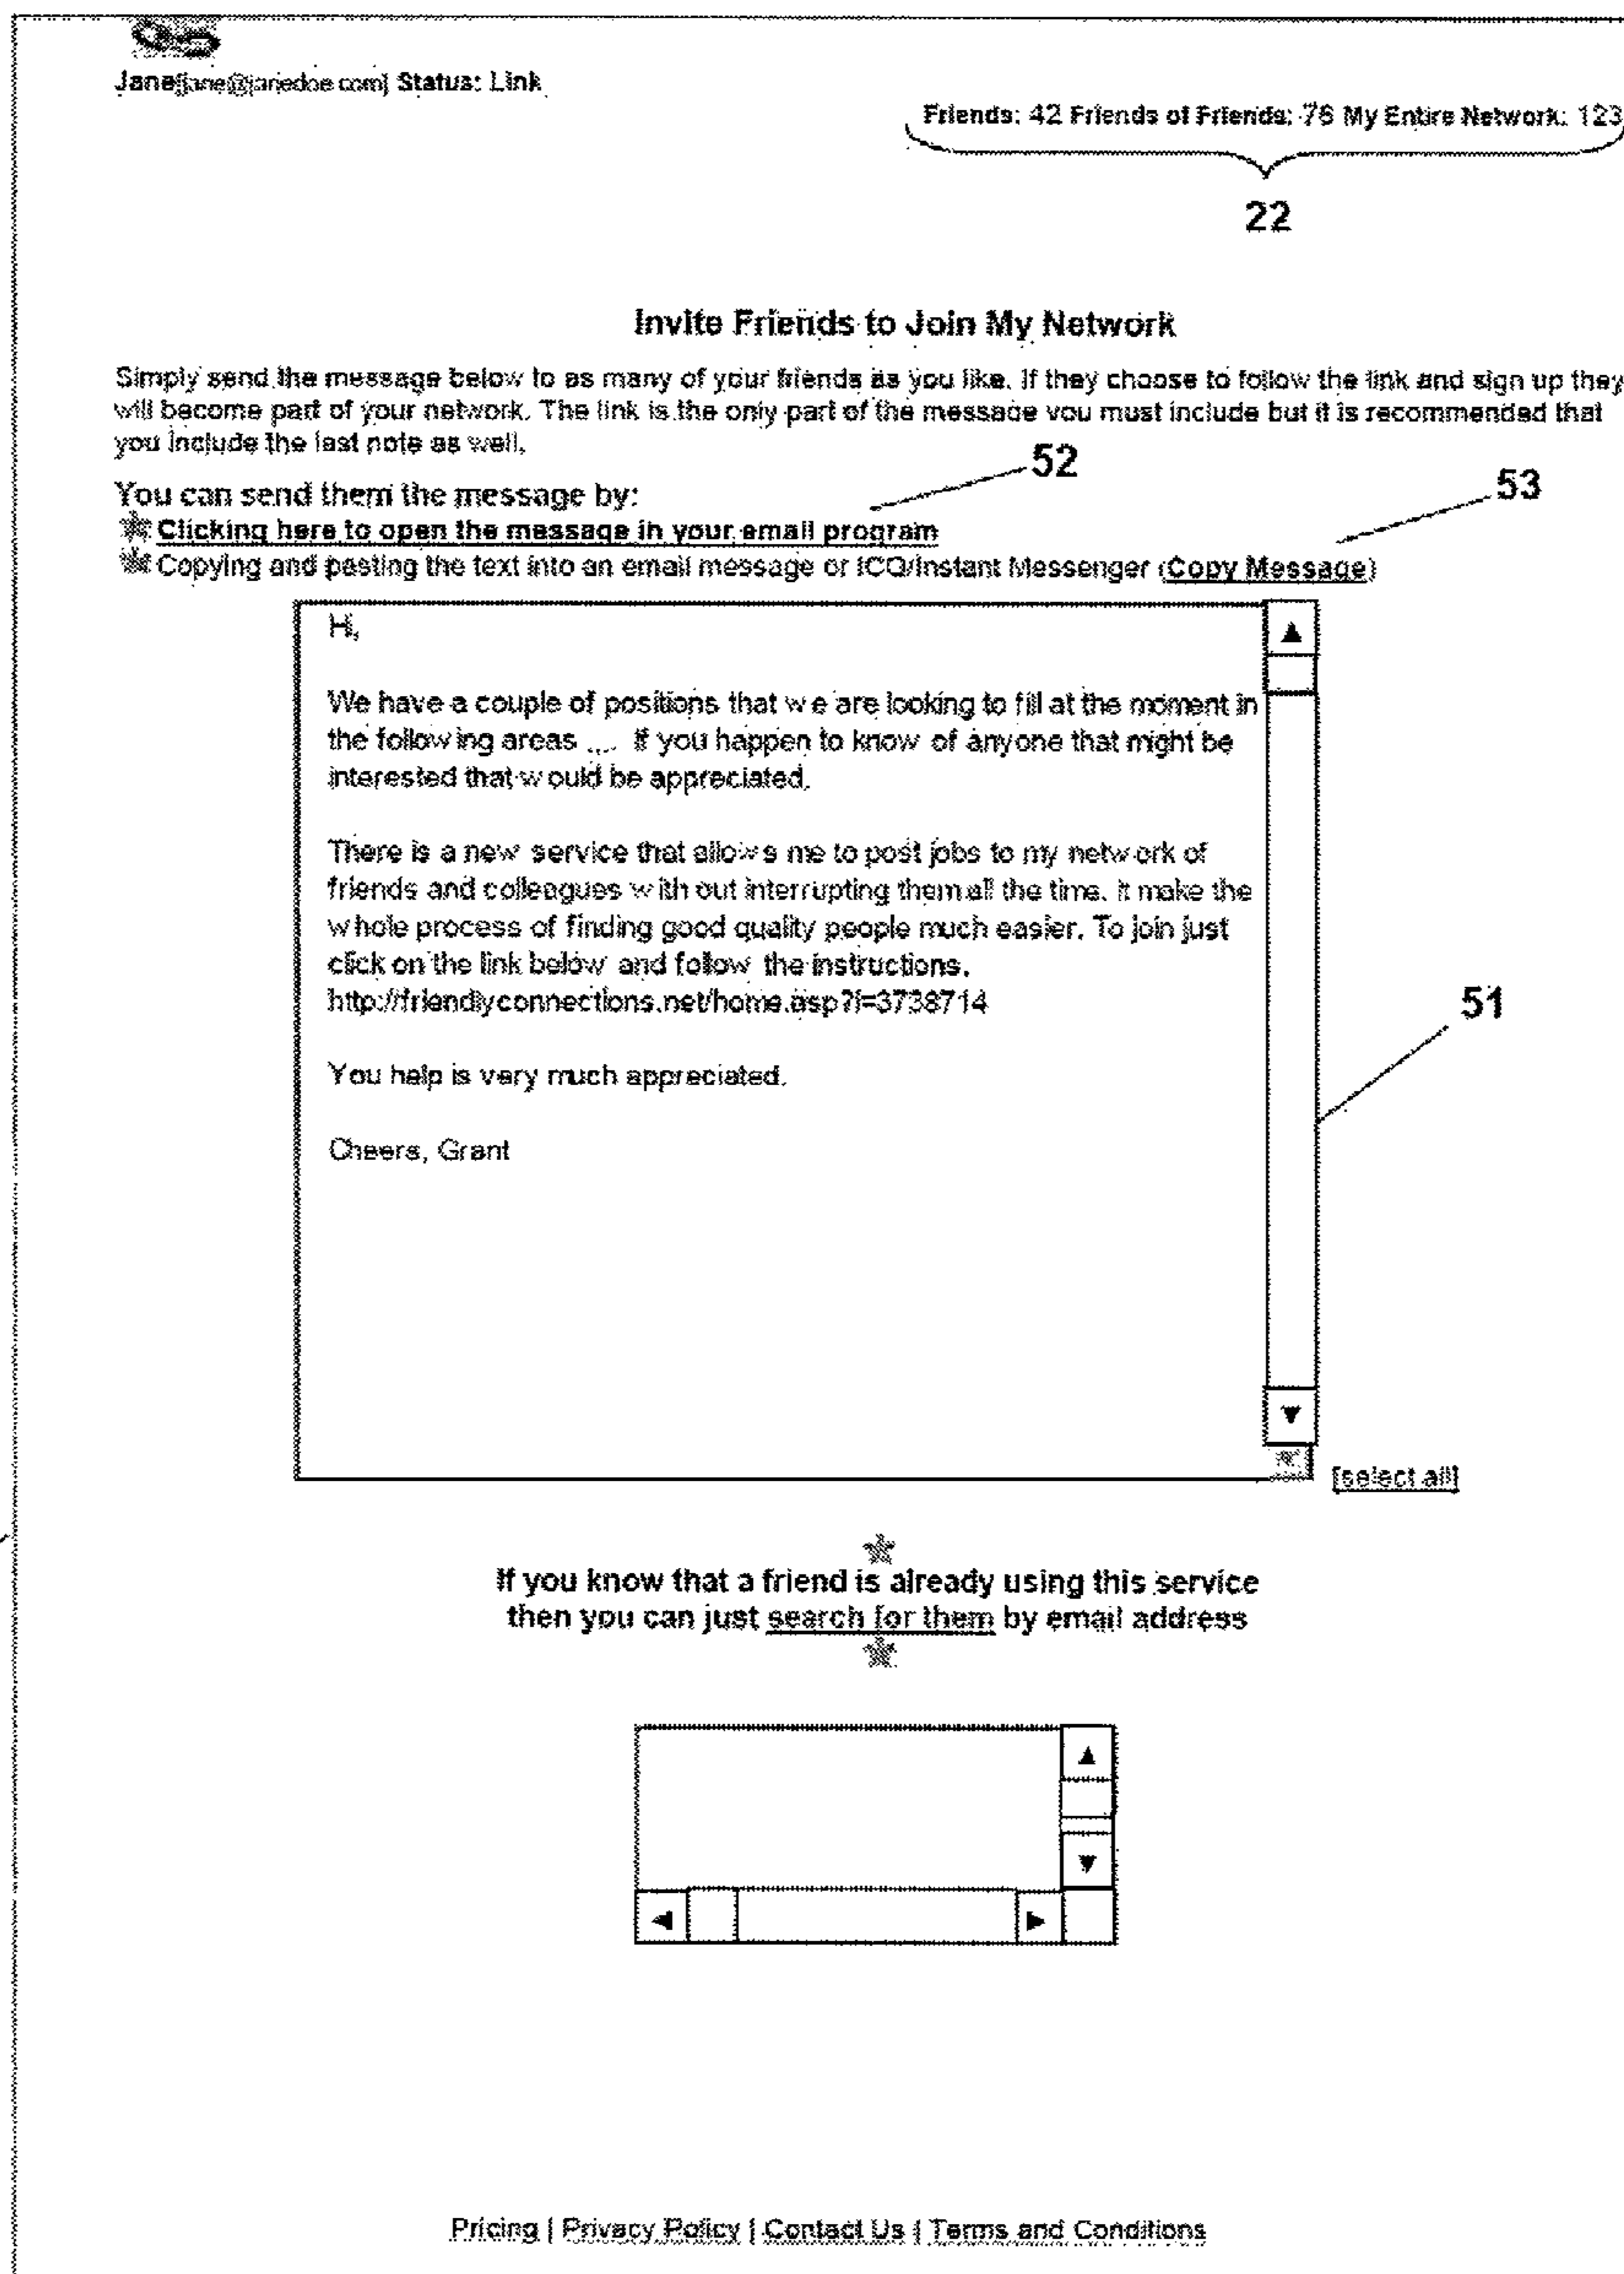 Jane[jane@janedoe.com] Status: Link
Friends: 42 Friends of Friends: 76 My Entire Network: 123
22
Invite Friends to Join My Network
Simply send the message below to as many of your friends as you like. If they choose to follow the link and sign up they
will become part of your network. The link is the only part of the message you must include but it is recommended that
you include the last note as well.
52
53
You can send them the message by:
Clicking here to open the message in your email program
Copying and pasting the text into an email message or ICQ/Instant Messenger (Copy Message)
Hi,
We have a couple of positions that we are looking to fill at the moment in
the following areas .... If you happen to know of anyone that might be
interested that would be appreciated.
There is a new service that allows me to post jobs to my network of
friends and colleagues with out interrupting them all the time. It make the
whole process of finding good quality people much easier. To join just
click on the link below and follow the instructions.
http://friendlyconnections.net/home.asp?i=3738714
51
You help is very much appreciated.
Cheers, Grant
[select all]
If you know that a friend is already using this service
then you can just search for them by email address
Pricing | Privacy Policy | Contact Us | Terms and Conditions